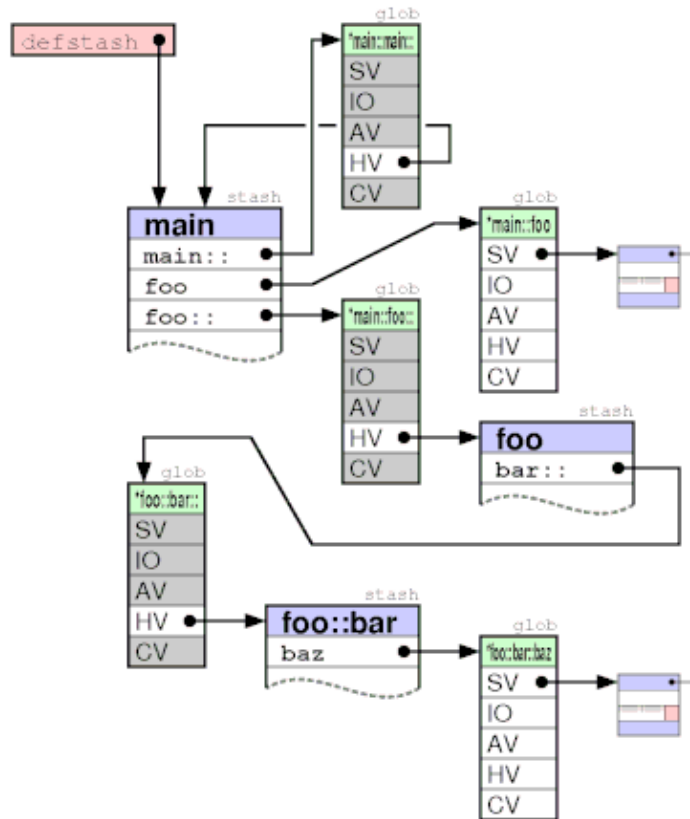 glob
defstash
*main::main::
SV
IO
AV
HV
CV
stash
main
main::
foo
foo::
glob
*main::foo
SV
IO
AV
HV
CV
glob
*main::foo::
SV
IO
AV
HV
CV
stash
foo
bar::
glob
*foo::bar::
SV
IO
AV
HV
CV
stash
foo::bar
baz
glob
*foo::bar::baz
SV
IO
AV
HV
CV